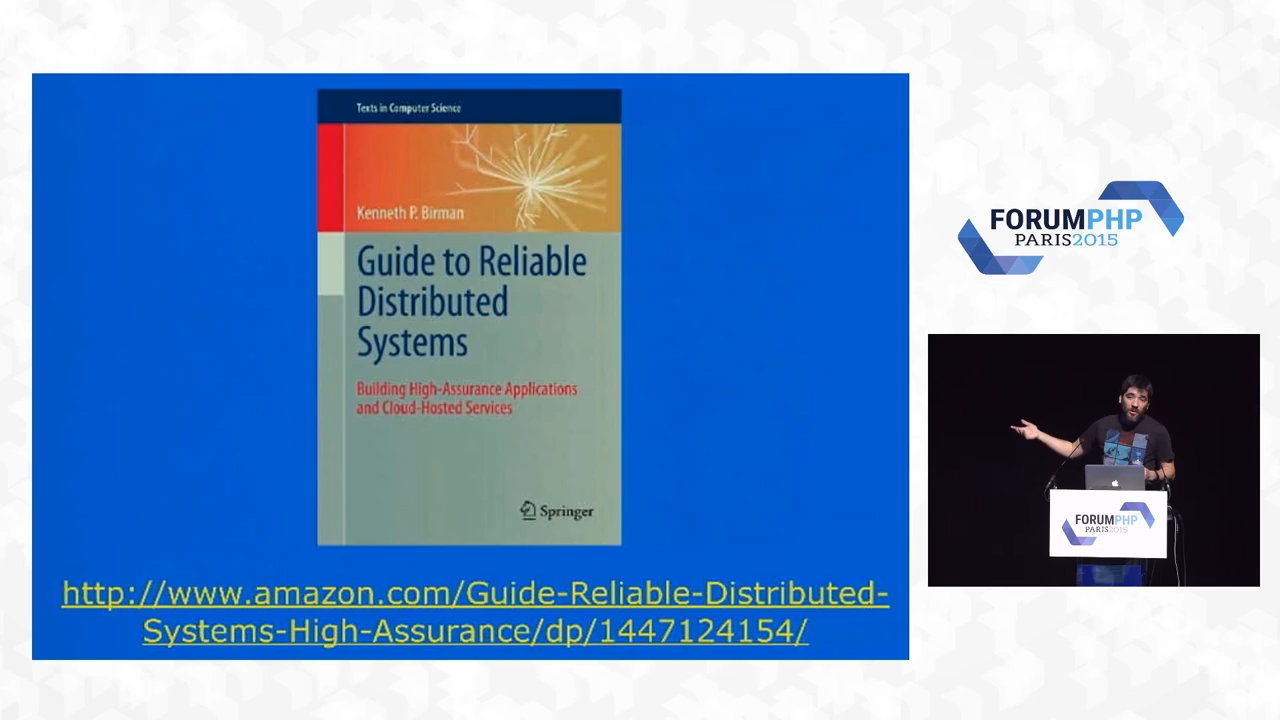 Texts in Computer Science
Kenneth P. Birman
Guide to Reliable
Distributed
Systems
Building High-Assurance Applications
and Cloud-Hosted Services
Springer
http://www.amazon.com/Guide-Reliable-Distributed-
Systems-High-Assurance/dp/1447124154/
FORUMPHP
PARIS2015
FORUMPHP
PARIS2015